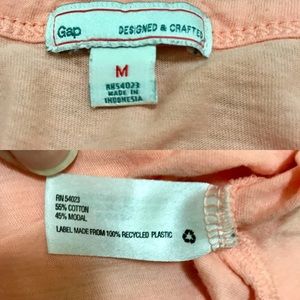 Gap
DESIGNED & CRAFTED
M
RN54023
MADE IN
INDONESIA
RN 54023
55% COTTON
45% MODAL
LABEL MADE FROM 100% RECYCLED PLASTIC